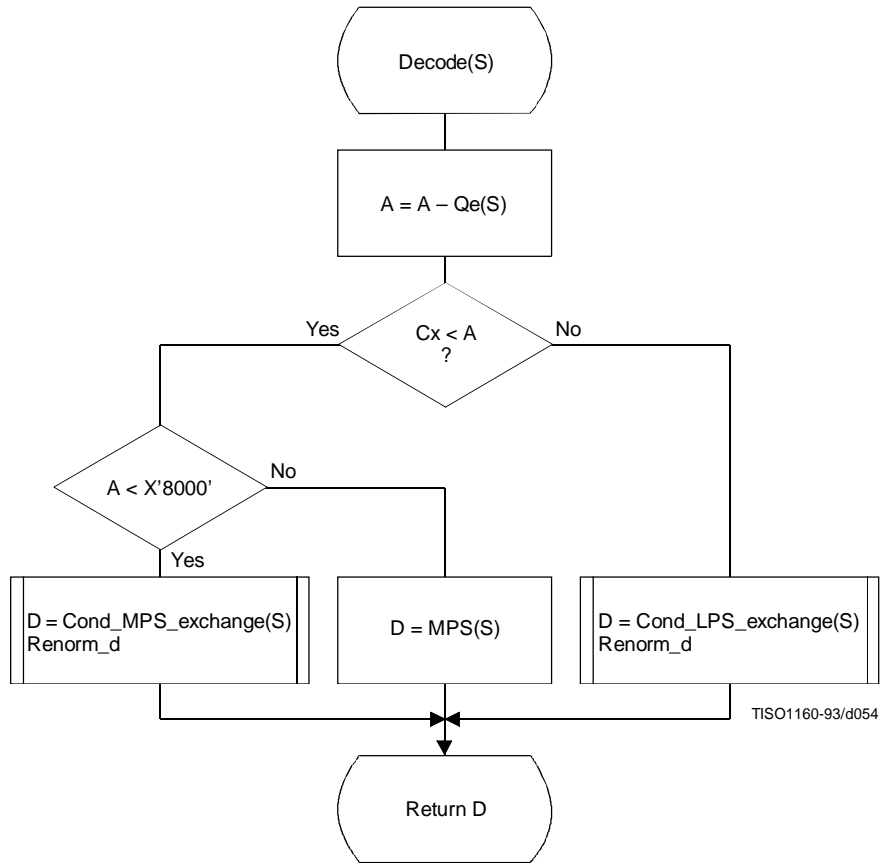 Decode(S)
A = A – Qe(S)
Yes
Cx < A
?
No
A < X’8000’
No
Yes
D = Cond_MPS_exchange(S)
Renorm_d
D = MPS(S)
D = Cond_LPS_exchange(S)
Renorm_d
TISO1160-93/d054
Return D